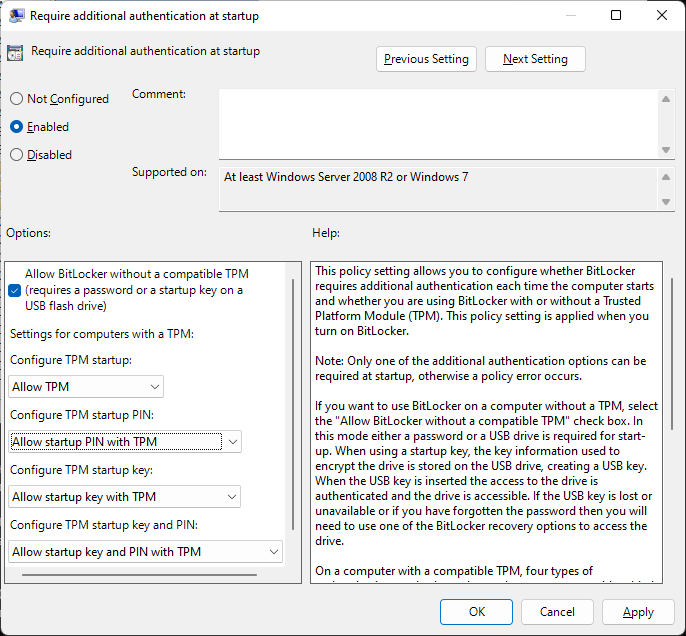 Require additional authentication at startup
Require additional authentication at startup
Previous Setting
Next Setting
Not Configured
Enabled
Disabled
Comment:
Supported on:
At least Windows Server 2008 R2 or Windows 7
Options:
Help:
Allow BitLocker without a compatible TPM
(requires a password or a startup key on a
USB flash drive)
Settings for computers with a TPM:
Configure TPM startup:
Allow TPM
Configure TPM startup PIN:
Allow startup PIN with TPM
Configure TPM startup key:
Allow startup key with TPM
Configure TPM startup key and PIN:
Allow startup key and PIN with TPM
This policy setting allows you to configure whether BitLocker
requires additional authentication each time the computer starts
and whether you are using BitLocker with or without a Trusted
Platform Module (TPM). This policy setting is applied when you
turn on BitLocker.
Note: Only one of the additional authentication options can be
required at startup, otherwise a policy error occurs.
If you want to use BitLocker on a computer without a TPM, select
the "Allow BitLocker without a compatible TPM" check box. In
this mode either a password or a USB drive is required for start-
up. When using a startup key, the key information used to
encrypt the drive is stored on the USB drive, creating a USB key.
When the USB key is inserted the access to the drive is
authenticated and the drive is accessible. If the USB key is lost or
unavailable or if you have forgotten the password then you will
need to use one of the BitLocker recovery options to access the
drive.
On a computer with a compatible TPM, four types of
OK
Cancel
Apply